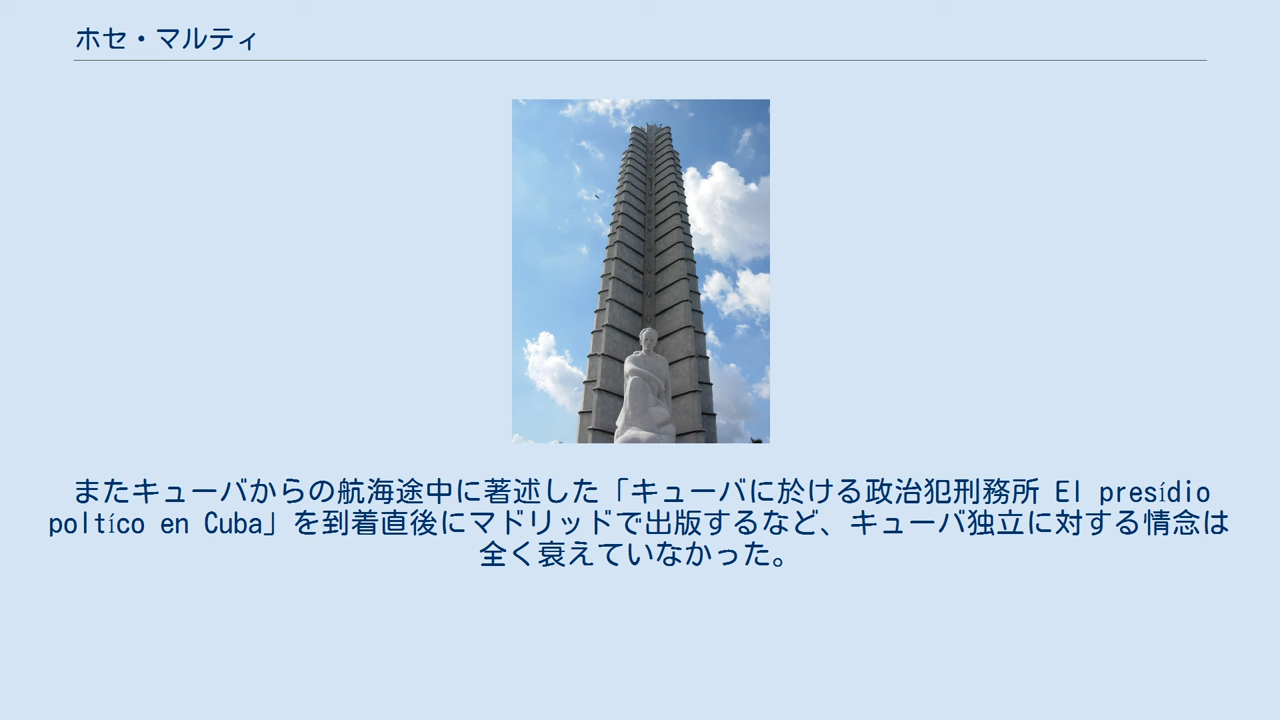 ホセ・マルティ
またキューバからの航海途中に著述した「キューバに於ける政治犯刑務所 El presídio
poltíco en Cuba」を到着直後にマドリッドで出版するなど、キューバ独立に対する情念は
全く衰えていなかった。